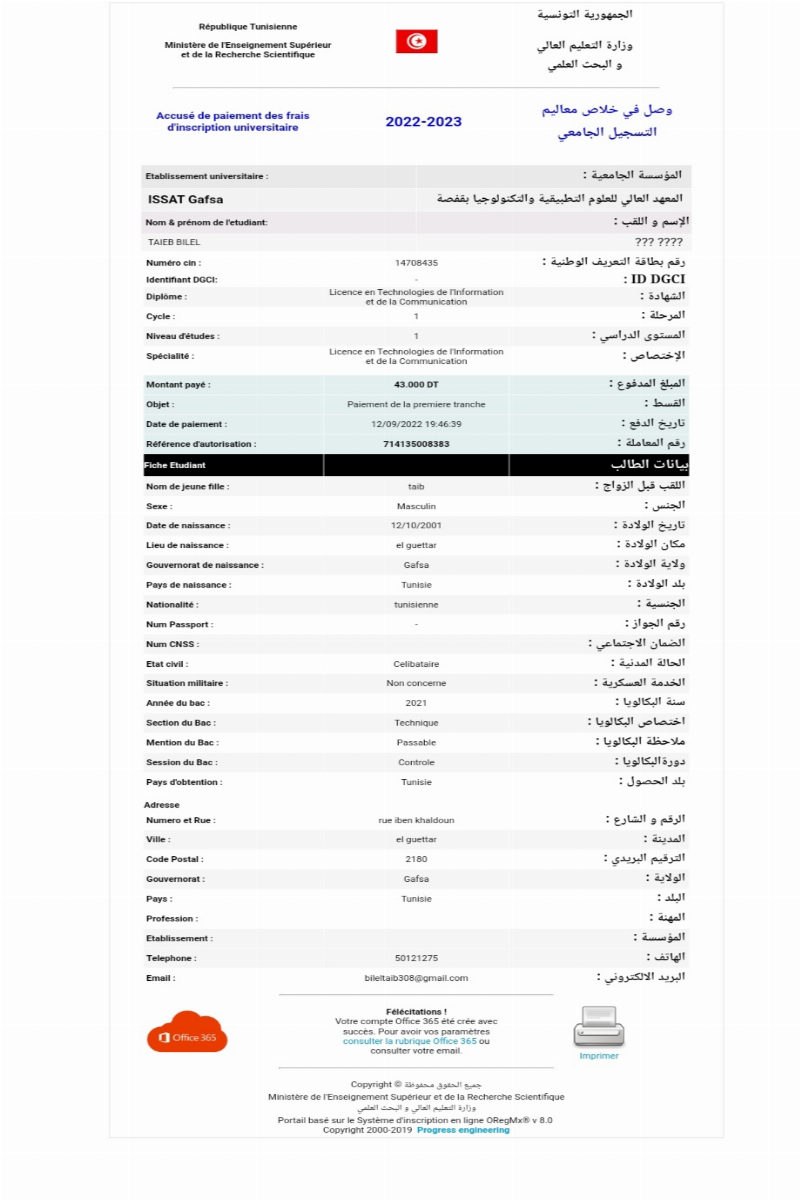 République Tunisienne
Ministère de l'Enseignement Supérieur
et de la Recherche Scientifique
الجمهورية التونسية
وزارة التعليم العالي
و البحث العلمي
Accusé de paiement des frais
d'inscription universitaire
2022-2023
وصل في خلاص معاليم
التسجيل الجامعي
Etablissement universitaire : المؤسسة الجامعية :
ISSAT Gafsa المعهد العالي للعلوم التطبيقية والتكنولوجيا بقفصة
Nom & prénom de l'etudiant: الإسم و اللقب :
TAIEB BILEL ??? ????
Numéro cin : 14708435 رقم بطاقة التعريف الوطنية :
Identifiant DGCI: - ID DGCI :
Diplôme : Licence en Technologies de l'Information et de la Communication الشهادة :
Cycle : 1 المرحلة :
Niveau d'études : 1 المستوى الدراسي :
Spécialité : Licence en Technologies de l'Information et de la Communication الإختصاص :
Montant payé : 43.000 DT المبلغ المدفوع :
Objet : Paiement de la premiere tranche القسط :
Date de paiement : 12/09/2022 19:46:39 تاريخ الدفع :
Référence d'autorisation : 714135008383 رقم المعاملة :
Fiche Etudiant بيانات الطالب
Nom de jeune fille : taib اللقب قبل الزواج :
Sexe : Masculin الجنس :
Date de naissance : 12/10/2001 تاريخ الولادة :
Lieu de naissance : el guettar مكان الولادة :
Gouvernorat de naissance : Gafsa ولاية الولادة :
Pays de naissance : Tunisie بلد الولادة :
Nationalité : tunisienne الجنسية :
Num Passport : - رقم الجواز :
Num CNSS : الضمان الاجتماعي :
Etat civil : Celibataire الحالة المدنية :
Situation militaire : Non concerne الخدمة العسكرية :
Année du bac : 2021 سنة البكالويا :
Section du Bac : Technique اختصاص البكالويا :
Mention du Bac : Passable ملاحظة البكالويا :
Session du Bac : Controle دورةالبكالويا :
Pays d'obtention : Tunisie بلد الحصول :
Adresse
Numero et Rue : rue iben khaldoun الرقم و الشارع :
Ville : el guettar المدينة :
Code Postal : 2180 الترقيم البريدي :
Gouvernorat : Gafsa الولاية :
Pays : Tunisie البلد :
Profession : المهنة :
Etablissement : المؤسسة :
Telephone : 50121275 الهاتف :
Email : bileltaib308@gmail.com البريد الالكتروني :
Office 365
Félécitations !
Votre compte Office 365 été crée avec
succès. Pour avoir vos paramètres
consulter la rubrique Office 365 ou
consulter votre email.
Imprimer
Copyright © جميع الحقوق محفوظة
Ministère de l'Enseignement Supérieur et de la Recherche Scientifique
وزارة التعليم العالي و البحث العلمي
Portail basé sur le Système d'inscription en ligne ORegMx® v 8.0
Copyright 2000-2019 Progress engineering